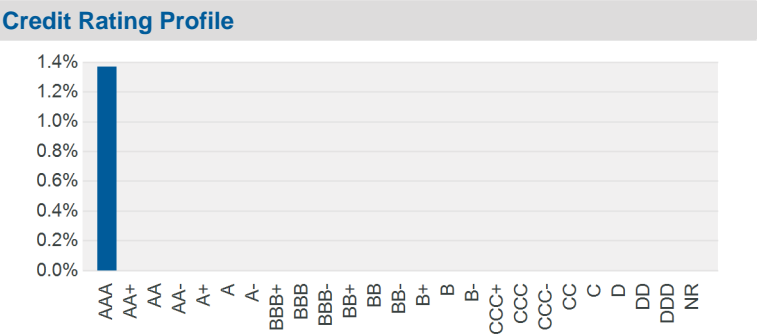 Credit Rating Profile
1.4%
1.2%
1.0%
0.8%
0.6%
0.4%
0.2%
0.0%
AAA
AA+
AA
AA-
A+
A
A-
BBB+
BBB
BBB-
BB+
BB
BB-
B+
B
B-
CCC+
CCC
CCC-
CC
C
D
DD
DDD
NR